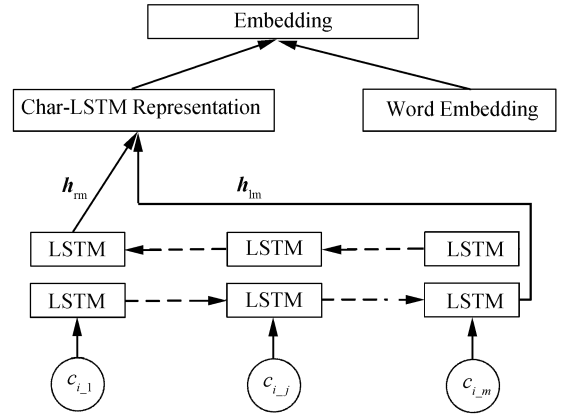 Embedding
Char-LSTM Representation
Word Embedding
h_rm
h_lm
LSTM LSTM LSTM
LSTM LSTM LSTM
c_i_1 c_i_j c_i_m